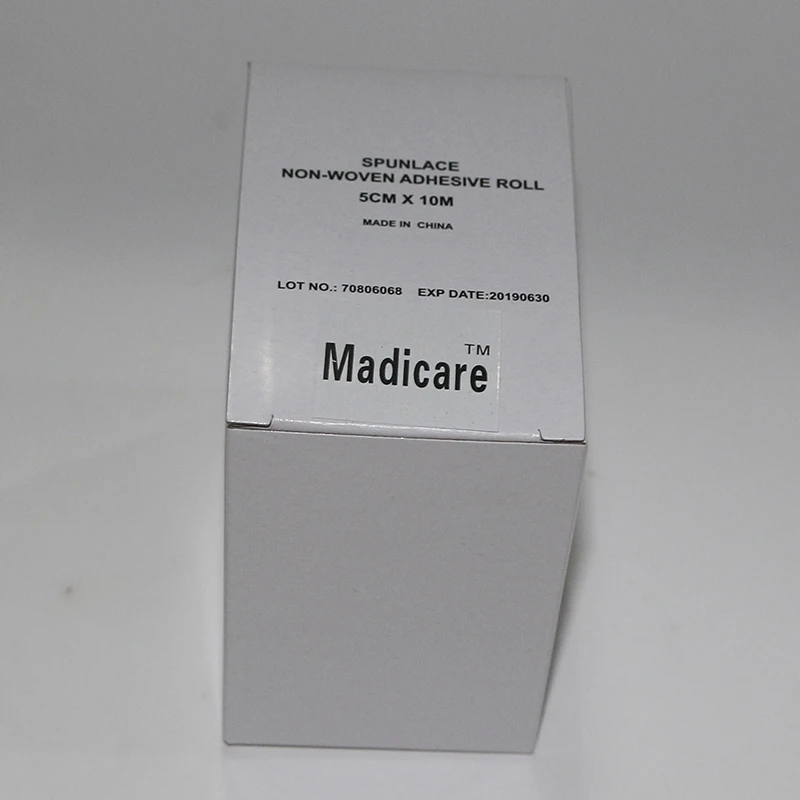 SPUNLACE
NON-WOVEN ADHESIVE ROLL
5CM X 10M
MADE IN CHINA
LOT NO.: 70806068 EXP DATE:20190630
Madicare™